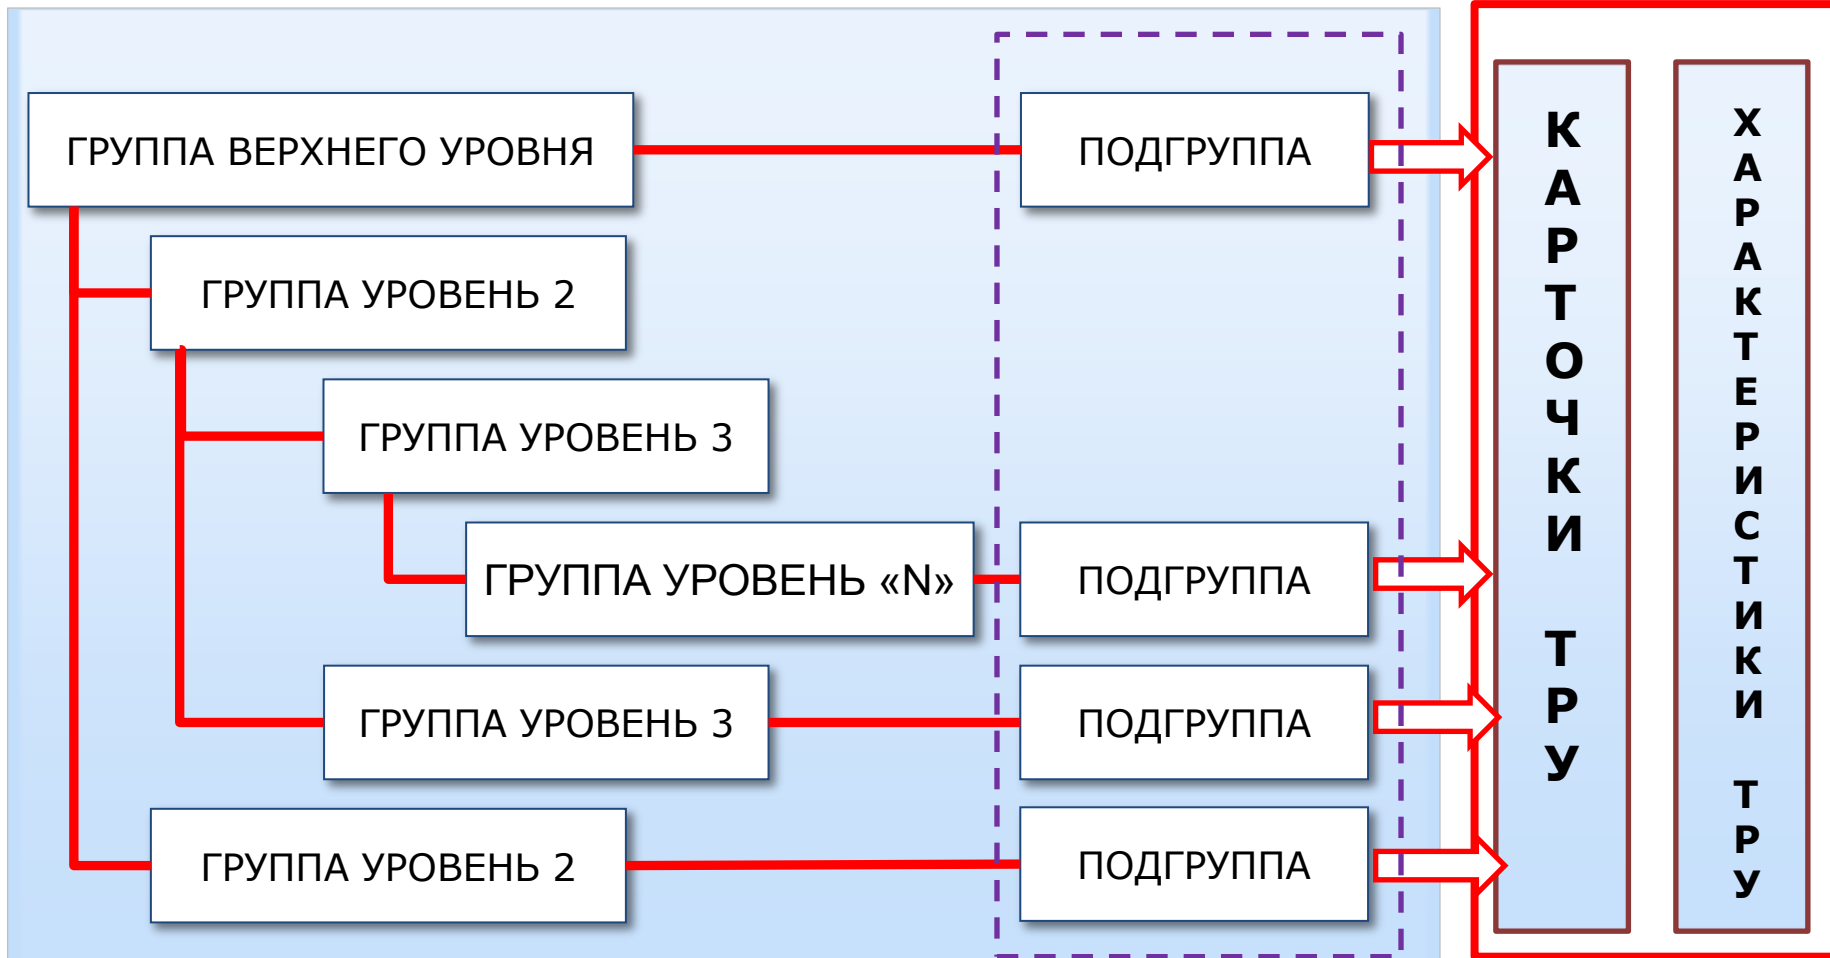 ГРУППА ВЕРХНЕГО УРОВНЯ
ПОДГРУППА
ГРУППА УРОВЕНЬ 2
ГРУППА УРОВЕНЬ 3
ГРУППА УРОВЕНЬ «N»
ПОДГРУППА
ГРУППА УРОВЕНЬ 3
ПОДГРУППА
ГРУППА УРОВЕНЬ 2
ПОДГРУППА
КАРТОЧКИ ТРУ
ХАРАКТЕРИСТИКИ ТРУ